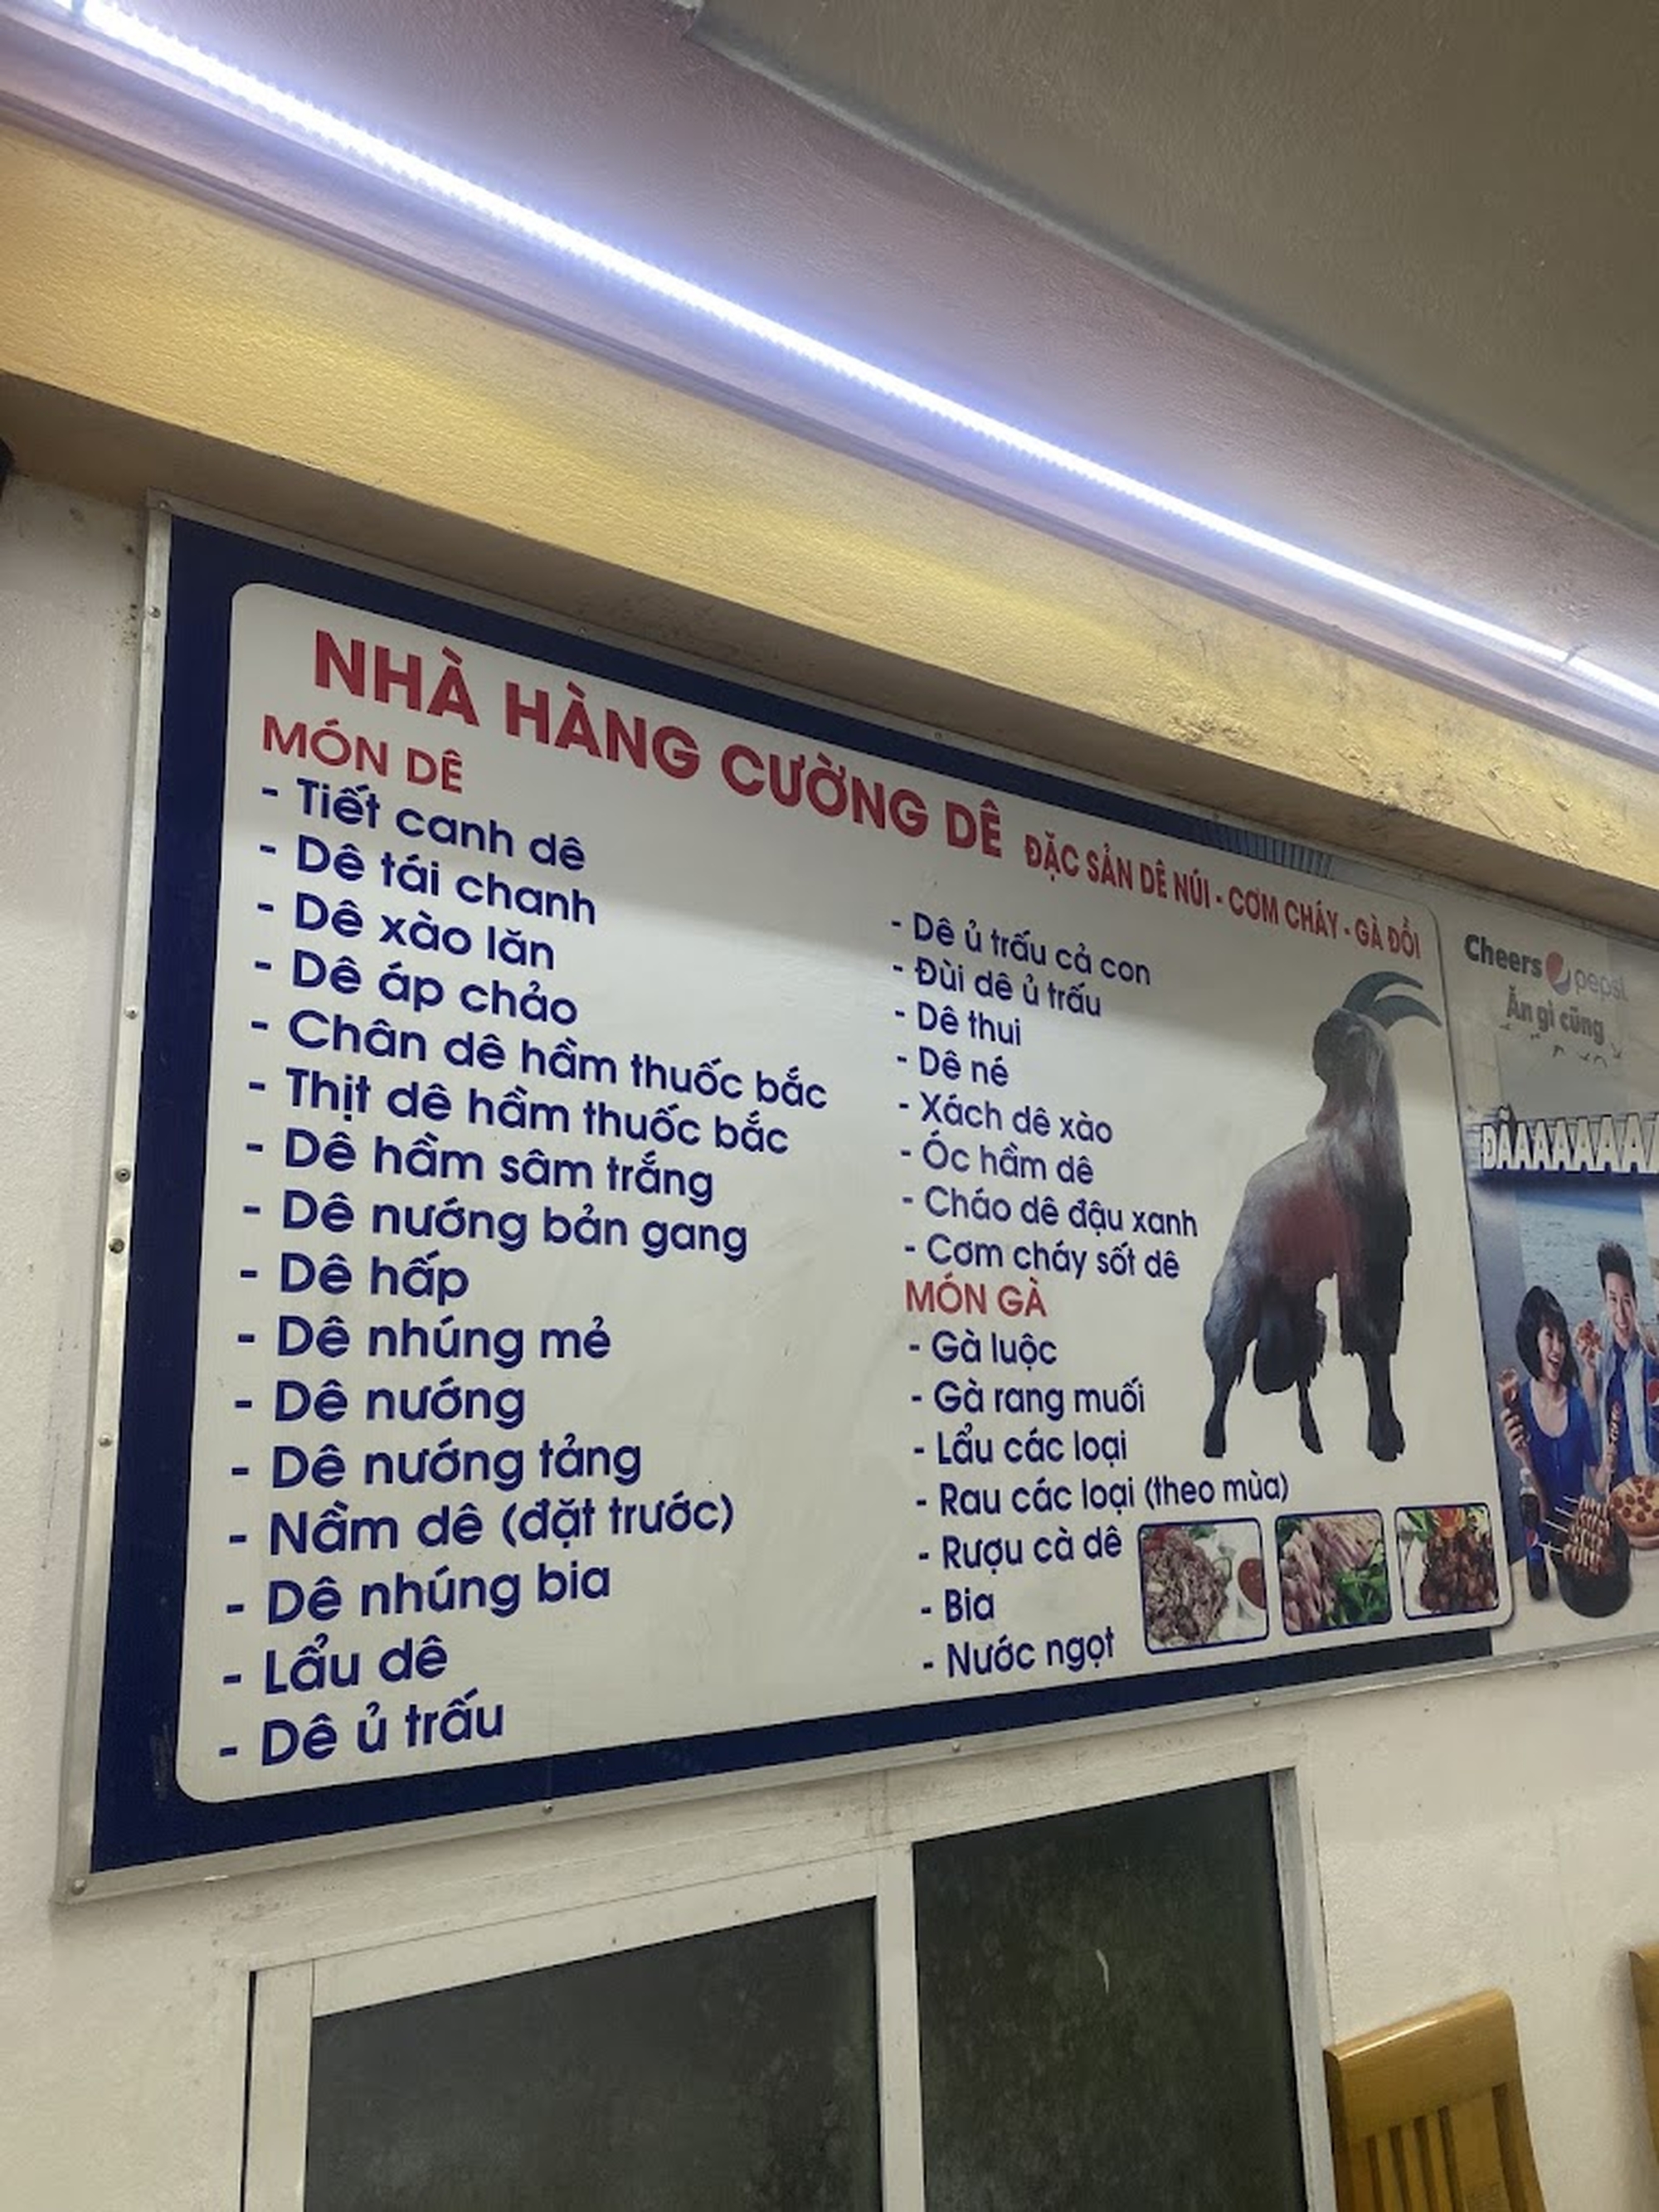 NHÀ HÀNG CƯỜNG DÊ ĐẶC SẢN DÊ NÚI - CƠM CHÁY - GÀ ĐỒI
MÓN DÊ
- Tiết canh dê
- Dê tái chanh
- Dê xào lăn
- Dê áp chảo
- Chân dê hầm thuốc bắc
- Thịt dê hầm thuốc bắc
- Dê hầm sâm trắng
- Dê nướng bản gang
- Dê hấp
- Dê nhúng mẻ
- Dê nướng
- Dê nướng tảng
- Nầm dê (đặt trước)
- Dê nhúng bia
- Lẩu dê
- Dê ủ trấu
- Dê ủ trấu cả con
- Đùi dê ủ trấu
- Dê thui
- Dê né
- Xách dê xào
- Óc hầm dê
- Cháo dê đậu xanh
- Cơm cháy sốt dê
MÓN GÀ
- Gà luộc
- Gà rang muối
- Lẩu các loại
- Rau các loại (theo mùa)
- Rượu cà dê
- Bia
- Nước ngọt
Cheers pepsi
Ăn gì cũng